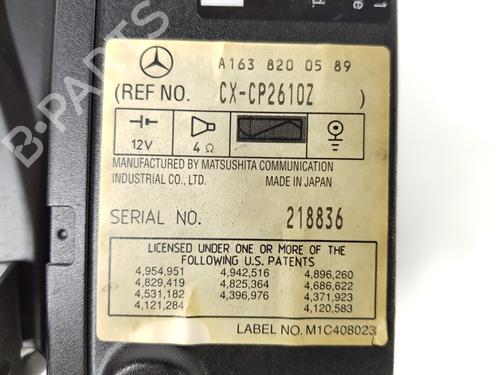 A163 820 05 89
(REF NO. CX-CP2610Z )
12V 4 Ω
MANUFACTURED BY MATSUSHITA COMMUNICATION
INDUSTRIAL CO., LTD. MADE IN JAPAN
SERIAL NO. 218836
LICENSED UNDER ONE OR MORE OF THE
FOLLOWING U.S. PATENTS
4,954,951 4,942,516 4,896,260
4,829,419 4,825,364 4,686,622
4,531,182 4,396,976 4,371,923
4,121,284 4,120,583
LABEL NO. M1C408023
B-PARTS